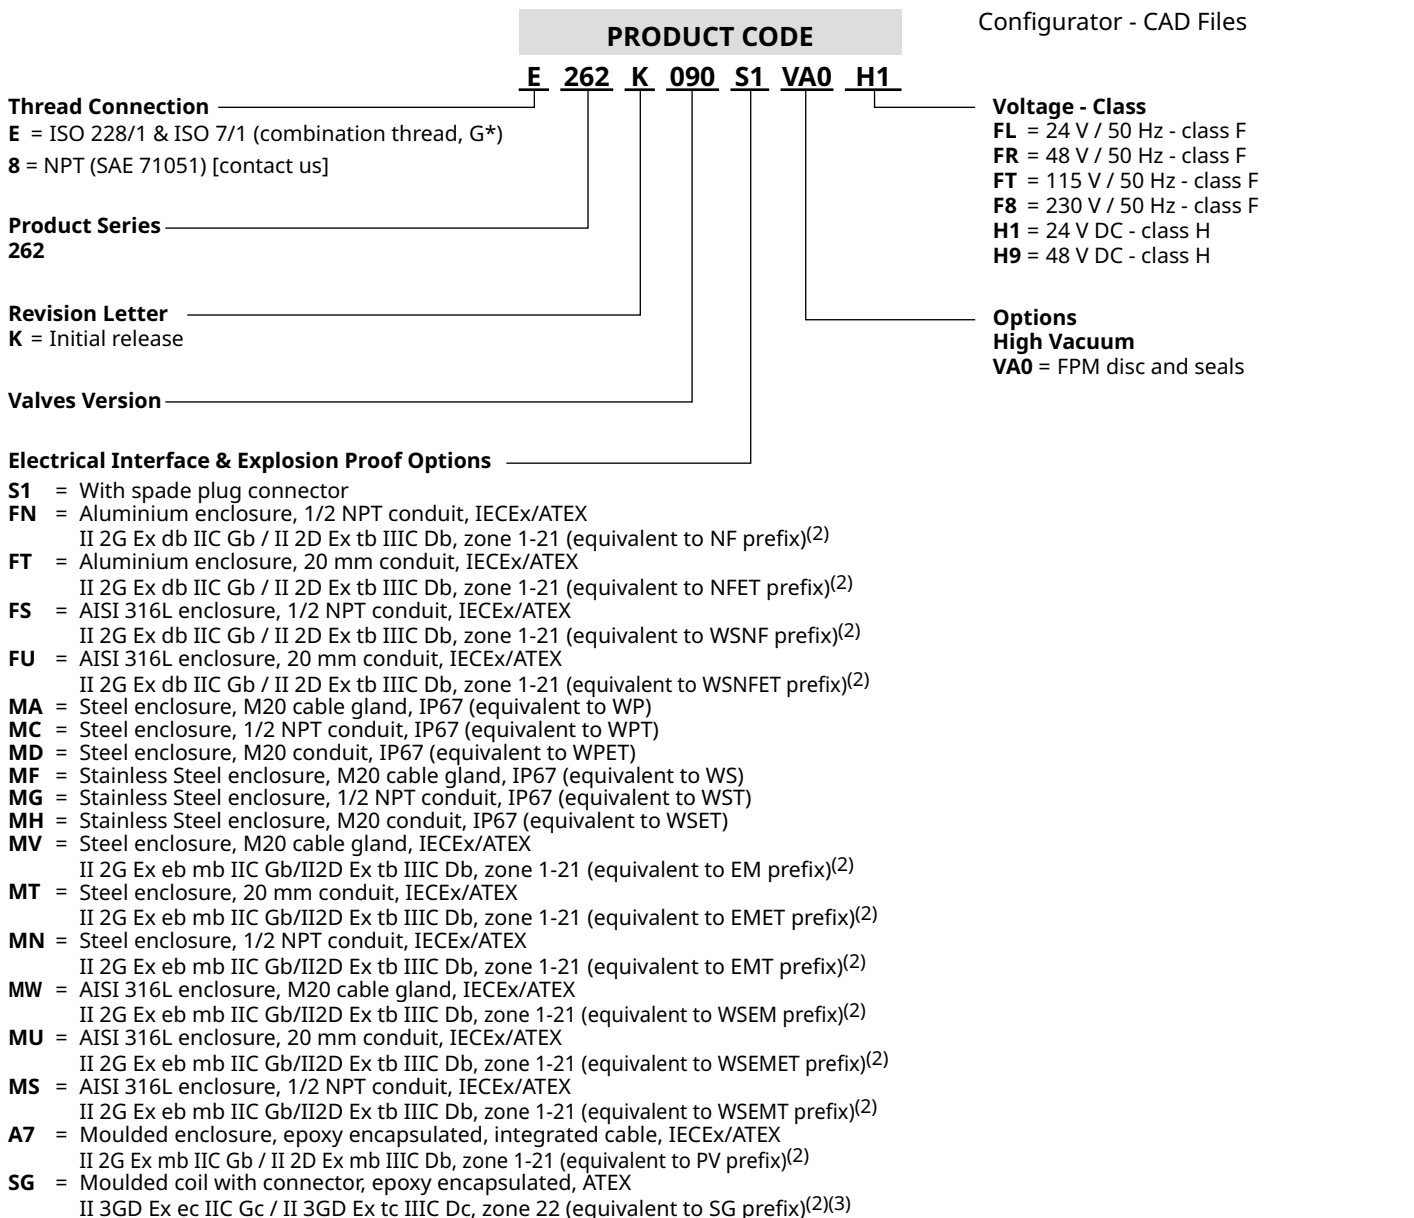 PRODUCT CODE
Configurator - CAD Files
E 262 K 090 S1 VA0 H1
Thread Connection
E = ISO 228/1 & ISO 7/1 (combination thread, G*)
8 = NPT (SAE 71051) [contact us]
Product Series
262
Revision Letter
K = Initial release
Valves Version
Electrical Interface & Explosion Proof Options
S1 = With spade plug connector
FN = Aluminium enclosure, 1/2 NPT conduit, IECEx/ATEX
II 2G Ex db IIC Gb / II 2D Ex tb IIIC Db, zone 1-21 (equivalent to NF prefix)(2)
FT = Aluminium enclosure, 20 mm conduit, IECEx/ATEX
II 2G Ex db IIC Gb / II 2D Ex tb IIIC Db, zone 1-21 (equivalent to NFET prefix)(2)
FS = AISI 316L enclosure, 1/2 NPT conduit, IECEx/ATEX
II 2G Ex db IIC Gb / II 2D Ex tb IIIC Db, zone 1-21 (equivalent to WSNF prefix)(2)
FU = AISI 316L enclosure, 20 mm conduit, IECEx/ATEX
II 2G Ex db IIC Gb / II 2D Ex tb IIIC Db, zone 1-21 (equivalent to WSNFET prefix)(2)
MA = Steel enclosure, M20 cable gland, IP67 (equivalent to WP)
MC = Steel enclosure, 1/2 NPT conduit, IP67 (equivalent to WPT)
MD = Steel enclosure, M20 conduit, IP67 (equivalent to WPET)
MF = Stainless Steel enclosure, M20 cable gland, IP67 (equivalent to WS)
MG = Stainless Steel enclosure, 1/2 NPT conduit, IP67 (equivalent to WST)
MH = Stainless Steel enclosure, M20 conduit, IP67 (equivalent to WSET)
MV = Steel enclosure, M20 cable gland, IECEx/ATEX
II 2G Ex eb mb IIC Gb/II2D Ex tb IIIC Db, zone 1-21 (equivalent to EM prefix)(2)
MT = Steel enclosure, 20 mm conduit, IECEx/ATEX
II 2G Ex eb mb IIC Gb/II2D Ex tb IIIC Db, zone 1-21 (equivalent to EMET prefix)(2)
MN = Steel enclosure, 1/2 NPT conduit, IECEx/ATEX
II 2G Ex eb mb IIC Gb/II2D Ex tb IIIC Db, zone 1-21 (equivalent to EMT prefix)(2)
MW = AISI 316L enclosure, M20 cable gland, IECEx/ATEX
II 2G Ex eb mb IIC Gb/II2D Ex tb IIIC Db, zone 1-21 (equivalent to WSEM prefix)(2)
MU = AISI 316L enclosure, 20 mm conduit, IECEx/ATEX
II 2G Ex eb mb IIC Gb/II2D Ex tb IIIC Db, zone 1-21 (equivalent to WSEMET prefix)(2)
MS = AISI 316L enclosure, 1/2 NPT conduit, IECEx/ATEX
II 2G Ex eb mb IIC Gb/II2D Ex tb IIIC Db, zone 1-21 (equivalent to WSEMT prefix)(2)
A7 = Moulded enclosure, epoxy encapsulated, integrated cable, IECEx/ATEX
II 2G Ex mb IIC Gb / II 2D Ex mb IIIC Db, zone 1-21 (equivalent to PV prefix)(2)
SG = Moulded coil with connector, epoxy encapsulated, ATEX
II 3GD Ex ec IIC Gc / II 3GD Ex tc IIIC Dc, zone 22 (equivalent to SG prefix)(2)(3)
Voltage - Class
FL = 24 V / 50 Hz - class F
FR = 48 V / 50 Hz - class F
FT = 115 V / 50 Hz - class F
F8 = 230 V / 50 Hz - class F
H1 = 24 V DC - class H
H9 = 48 V DC - class H
Options
High Vacuum
VA0 = FPM disc and seals